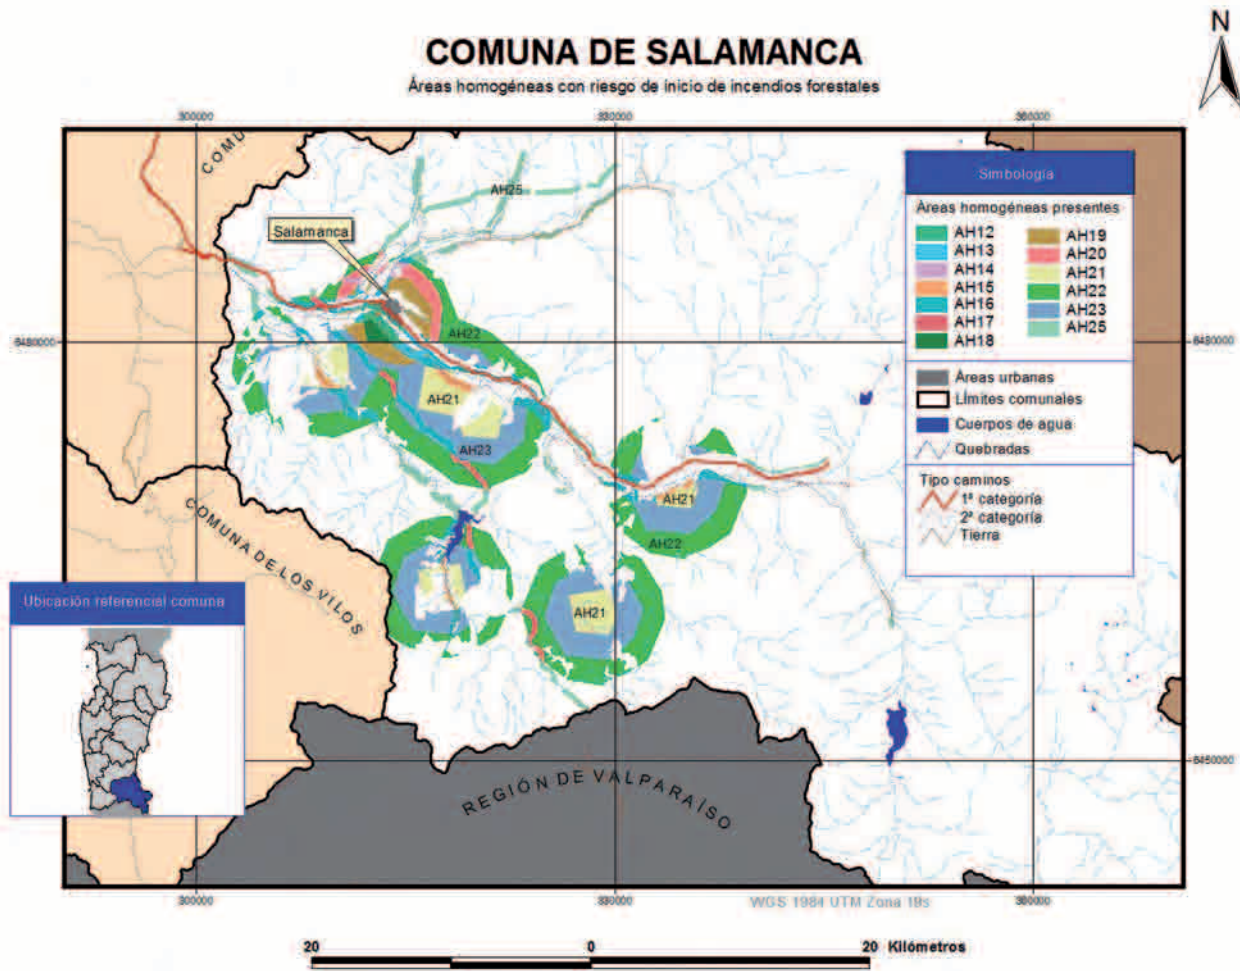 N
COMUNA DE SALAMANCA
Áreas homogéneas con riesgo de inicio de incendios forestales
300000
330000
360000
COMU
AH25
Salamanca
Simbología
Áreas homogéneas presentes
AH12
AH13
AH14
AH15
AH16
AH17
AH18
AH19
AH20
AH21
AH22
AH23
AH25
6480000
6480000
AH22
AH21
AH23
Áreas urbanas
Límites comunales
Cuerpos de agua
Quebradas
Tipo caminos
1ª categoría
2ª categoría
Tierra
AH21
AH22
COMUNA DE LOS VILOS
AH21
Ubicación referencial comuna
REGIÓN DE VALPARAÍSO
6450000
300000
330000
360000
WGS 1984 UTM Zona 19s
20 0 20 Kilómetros